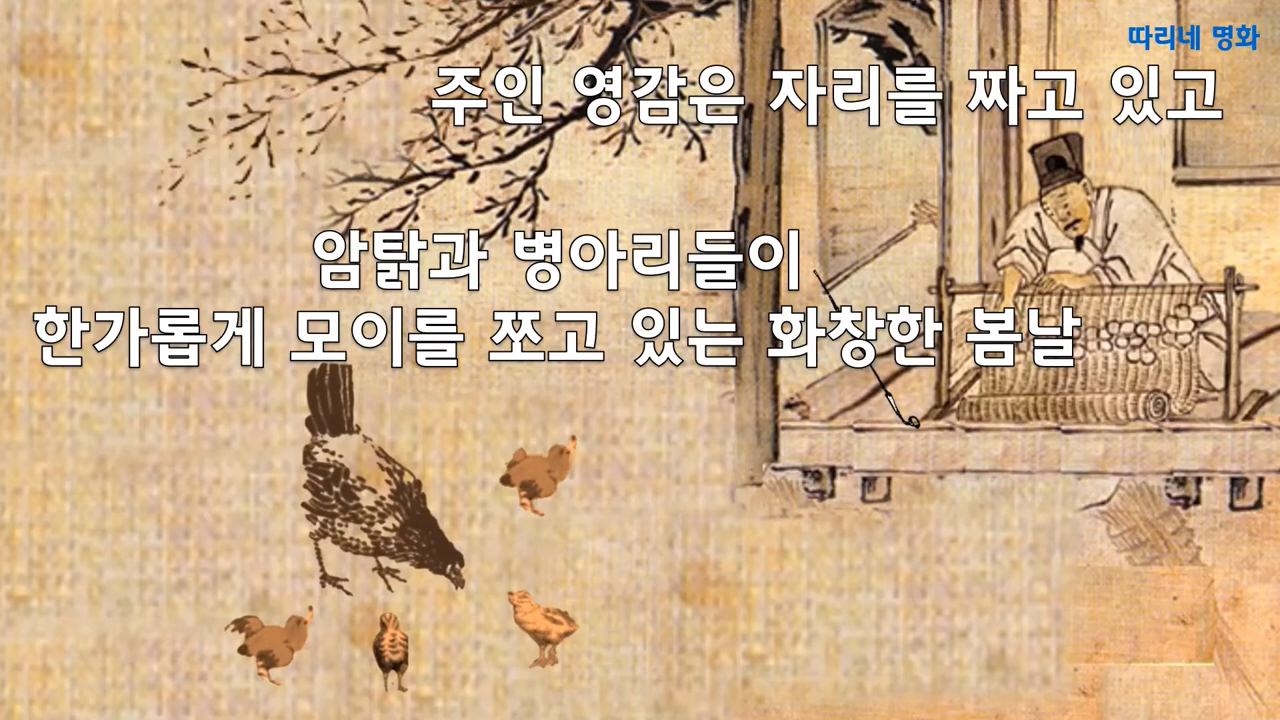 따리네 명화
주인 영감은 자리를 짜고 있고
암탉과 병아리들이
한가롭게 모이를 쪼고 있는 화창한 봄날